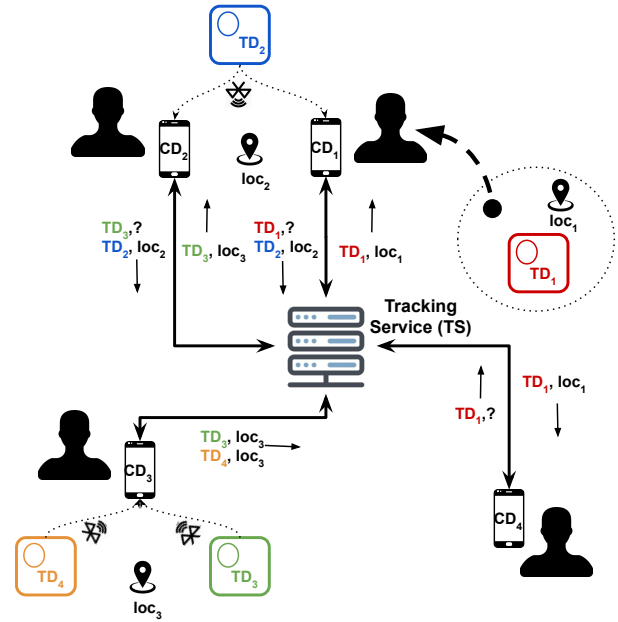 TD₂
CD₂
CD₁
loc₂
loc₁
TD₁
TD₃,?
TD₂, loc₂
TD₃, loc₃
TD₁,?
TD₂, loc₂
TD₁, loc₁
Tracking
Service (TS)
TD₁,?
TD₁, loc₁
TD₃, loc₃
TD₄, loc₃
CD₃
CD₄
TD₄
TD₃
loc₃